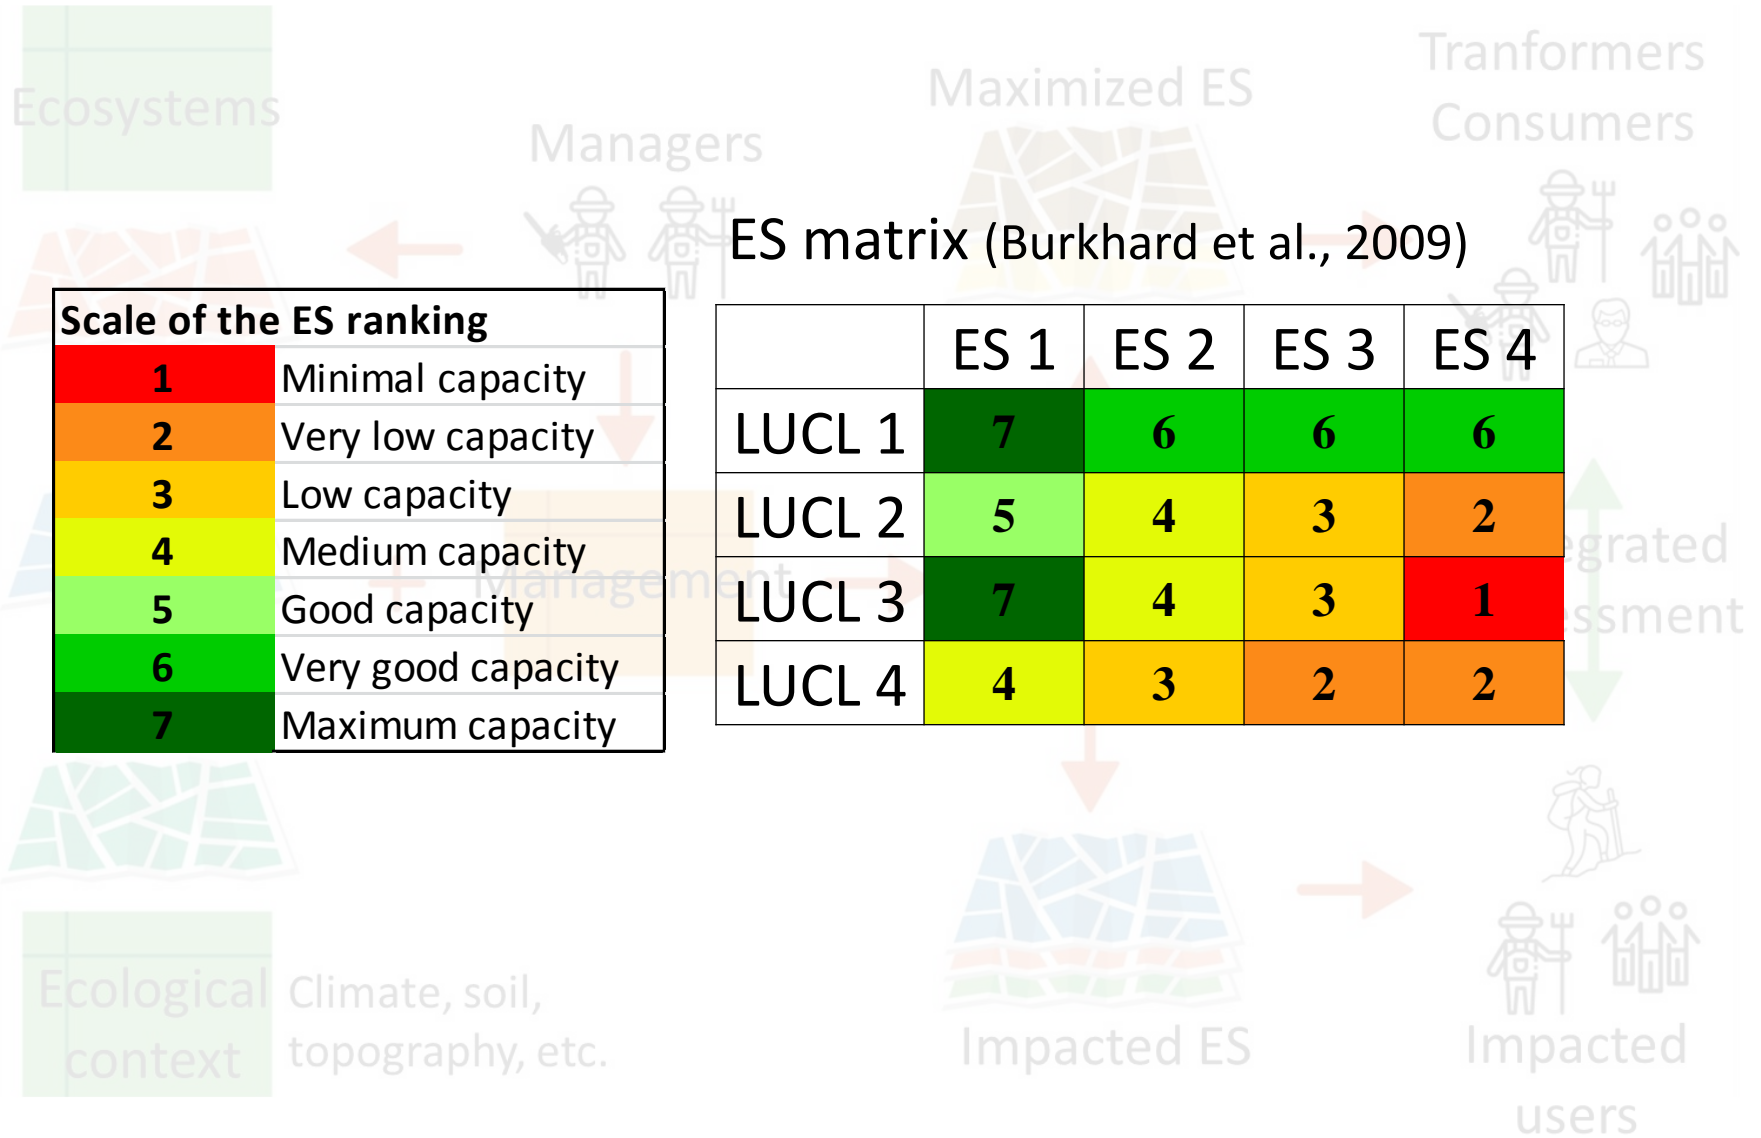 Ecosystems
Managers
Maximized ES
Tranformers
Consumers
ES matrix (Burkhard et al., 2009)
Scale of the ES ranking
1 Minimal capacity
2 Very low capacity
3 Low capacity
4 Medium capacity
5 Good capacity
6 Very good capacity
7 Maximum capacity
ES 1 ES 2 ES 3 ES 4
LUCL 1 7 6 6 6
LUCL 2 5 4 3 2
LUCL 3 7 4 3 1
LUCL 4 4 3 2 2
Management
Ecological
context
Climate, soil,
topography, etc.
Impacted ES
Impacted
users